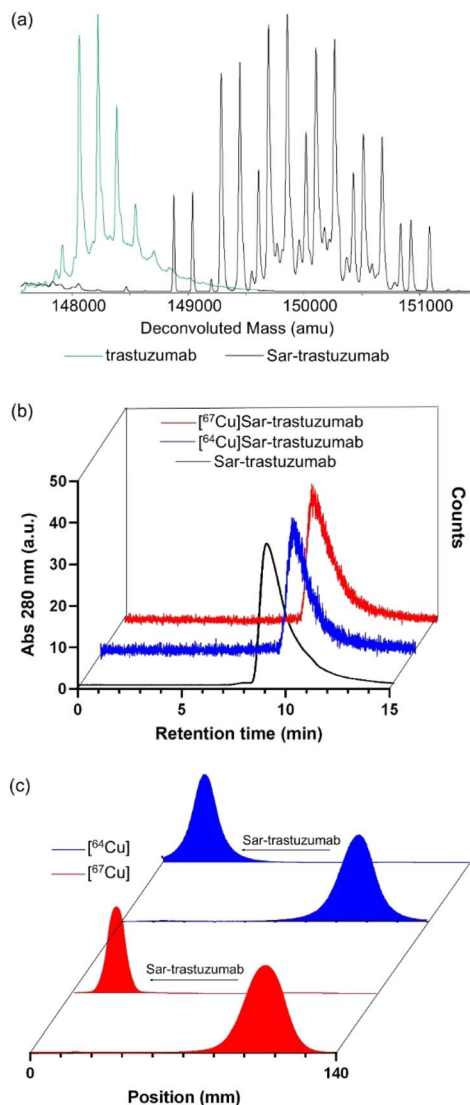 (a)
148000 149000 150000 151000
Deconvoluted Mass (amu)
trastuzumab Sar-trastuzumab
(b)
[⁶⁷Cu]Sar-trastuzumab
[⁶⁴Cu]Sar-trastuzumab
Sar-trastuzumab
50
40
30
20
10
0
Abs 280 nm (a.u.)
Counts
0 5 10 15
Retention time (min)
(c)
[⁶⁴Cu]
[⁶⁷Cu]
Sar-trastuzumab
Sar-trastuzumab
0 140
Position (mm)